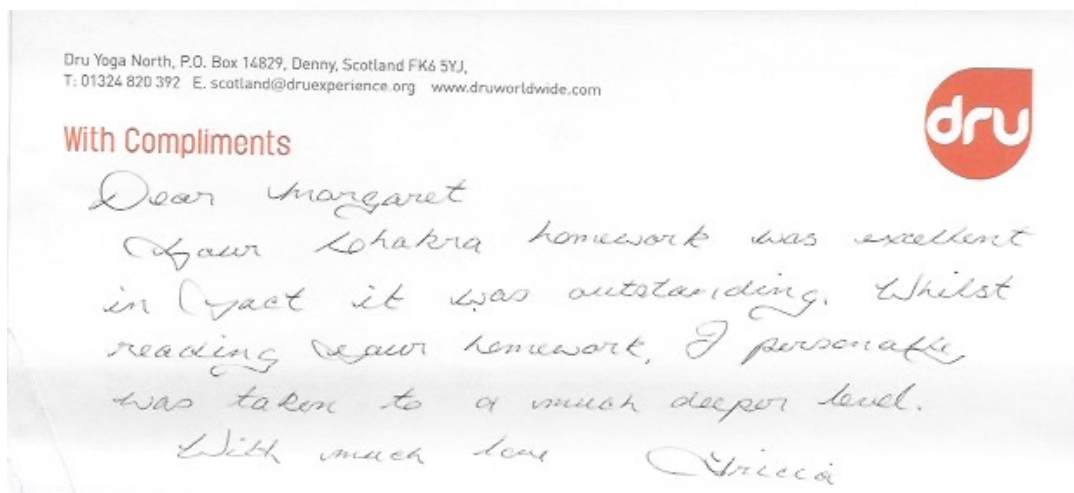 Dru Yoga North, P.O. Box 14829, Denny, Scotland FK6 5YJ,
T: 01324 820 392 E. scotland@druexperience.org www.druworldwide.com
dru
With Compliments
Dear Margaret
Your Chakra homework was excellent
in fact it was outstanding. Whilst
reading your homework, I personally
was taken to a much deeper level.
With much love Tricia